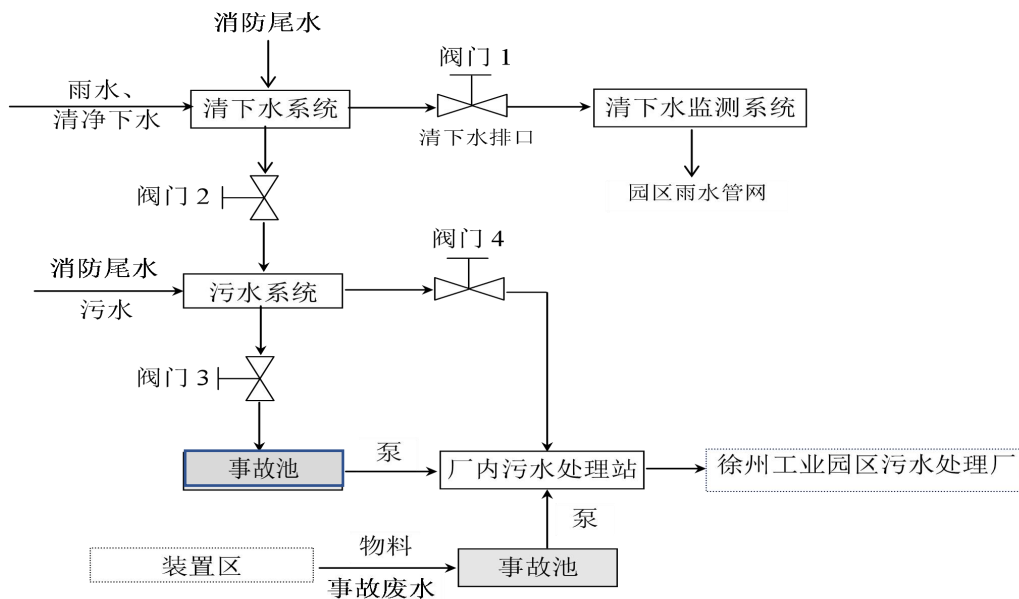 消防尾水
阀门 1
雨水、
清净下水
清下水系统
清下水排口
清下水监测系统
阀门 2
园区雨水管网
阀门 4
消防尾水
污水
污水系统
阀门 3
事故池
泵
厂内污水处理站
徐州工业园区污水处理厂
泵
装置区
物料
事故废水
事故池